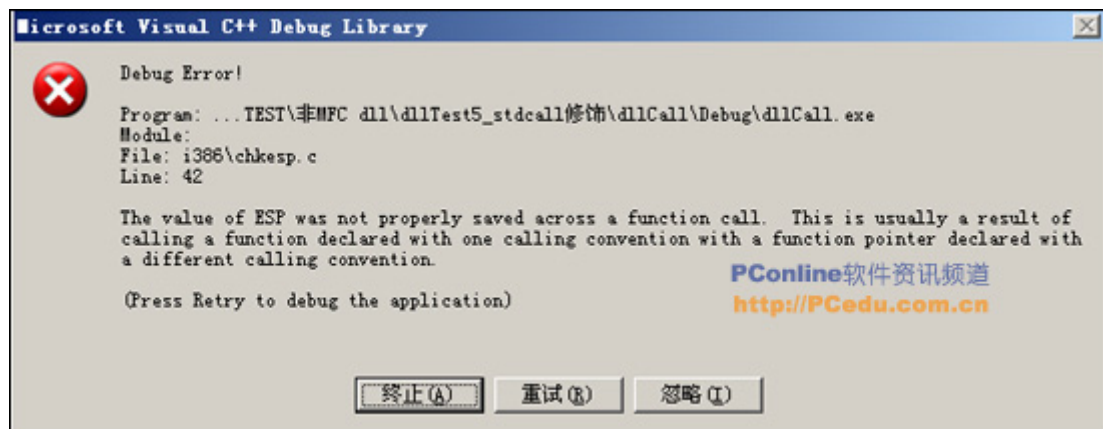 Microsoft Visual C++ Debug Library
Debug Error!
Program: ...TEST\非MFC dll\dllTest5_stdcall修饰\dllCall\Debug\dllCall.exe
Module:
File: i386\chkesp.c
Line: 42
The value of ESP was not properly saved across a function call.  This is usually a result of
calling a function declared with one calling convention with a function pointer declared with
a different calling convention.
PConline软件资讯频道
(Press Retry to debug the application)
http://PCedu.com.cn
终止(A) 重试(R) 忽略(I)